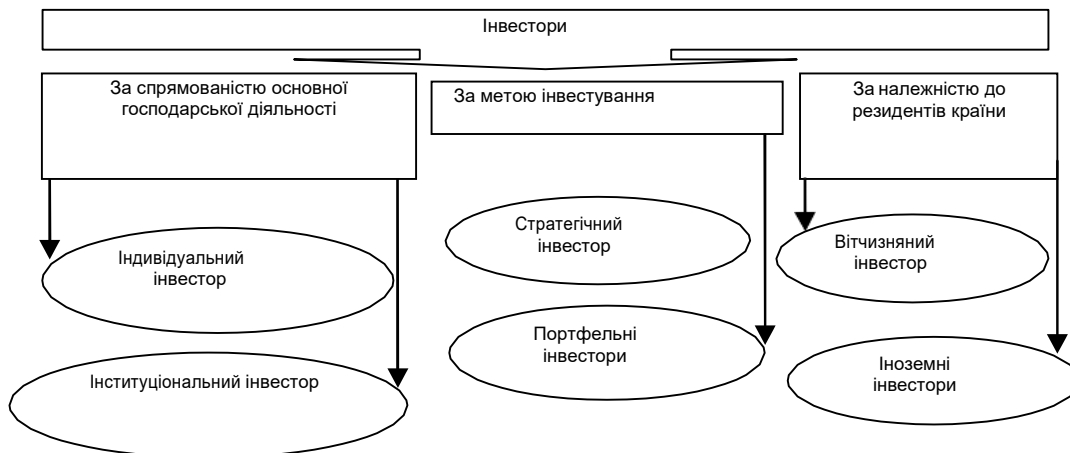 Інвестори
За спрямованістю основної
господарської діяльності
За метою інвестування
За належністю до
резидентів країни
Індивідуальний
інвестор
Стратегічний
інвестор
Вітчизняний
інвестор
Інституціональний інвестор
Портфельні
інвестори
Іноземні
інвестори